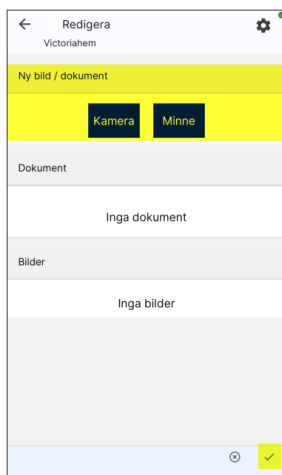 Redigera
Victoriahem
Ny bild / dokument
Kamera Minne
Dokument
Inga dokument
Bilder
Inga bilder